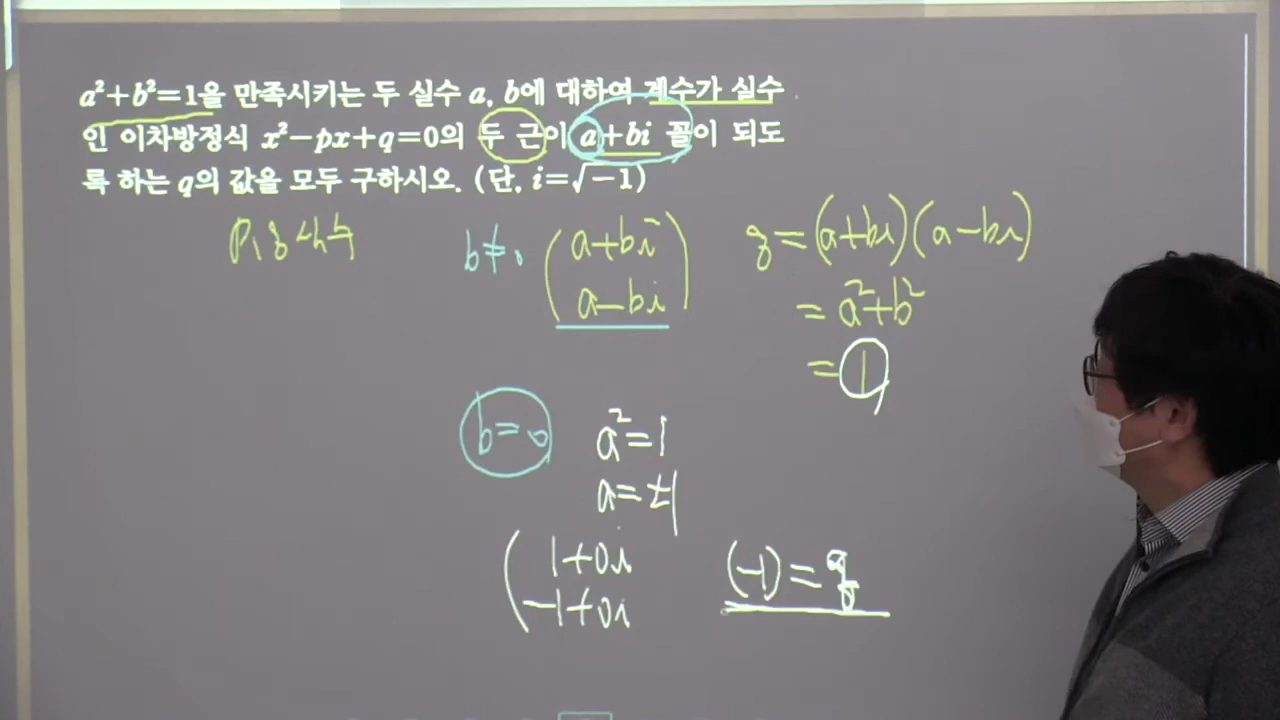 a²+b²=1을 만족시키는 두 실수 a, b에 대하여 계수가 실수
인 이차방정식 x²-px+q=0의 두 근이 a+bi 꼴이 되도
록 하는 q의 값을 모두 구하시오. (단, i=√-1)
p, q 실수
b≠0
a+bi
a-bi
q=(a+bi)(a-bi)
=a²+b²
=1
b=0
a²=1
a=±1
1+0i
-1+0i
(-1)=q